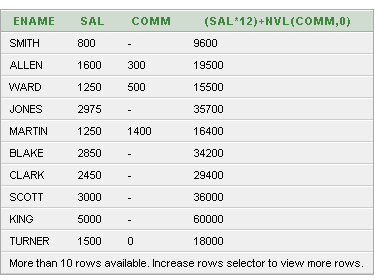 ENAME SAL COMM (SAL*12)+NVL(COMM,0)
SMITH 800 - 9600
ALLEN 1600 300 19500
WARD 1250 500 15500
JONES 2975 - 35700
MARTIN 1250 1400 16400
BLAKE 2850 - 34200
CLARK 2450 - 29400
SCOTT 3000 - 36000
KING 5000 - 60000
TURNER 1500 0 18000
More than 10 rows available. Increase rows selector to view more rows.